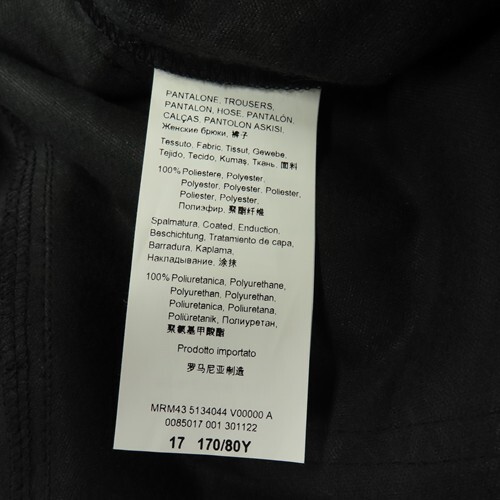 PANTALONE, TROUSERS,
PANTALON, HOSE, PANTALÓN,
CALÇAS, PANTOLON ASKISI,
Женские брюки, 裤子
Tessuto, Fabric, Tissut, Gewebe,
Tejido, Tecido, Kumaş, Ткань, 面料
100% Poliestere, Polyester,
Polyester, Polyester, Poliester,
Poliester, Polyester,
Полиэфир, 聚酯纤维
Spalmatura, Coated, Enduction,
Beschichtung, Tratamiento de capa,
Barradura, Kaplama,
Накладывание, 涂抹
100% Poliuretanica, Polyurethane,
Polyurethan, Polyurethan,
Poliuretanica, Poliuretana,
Poliüretanik, Полиуретан,
聚氨基甲酸酯
Prodotto importato
罗马尼亚制造
MRM43 5134044 V00000 A
0085017 001 301122
17 170/80Y